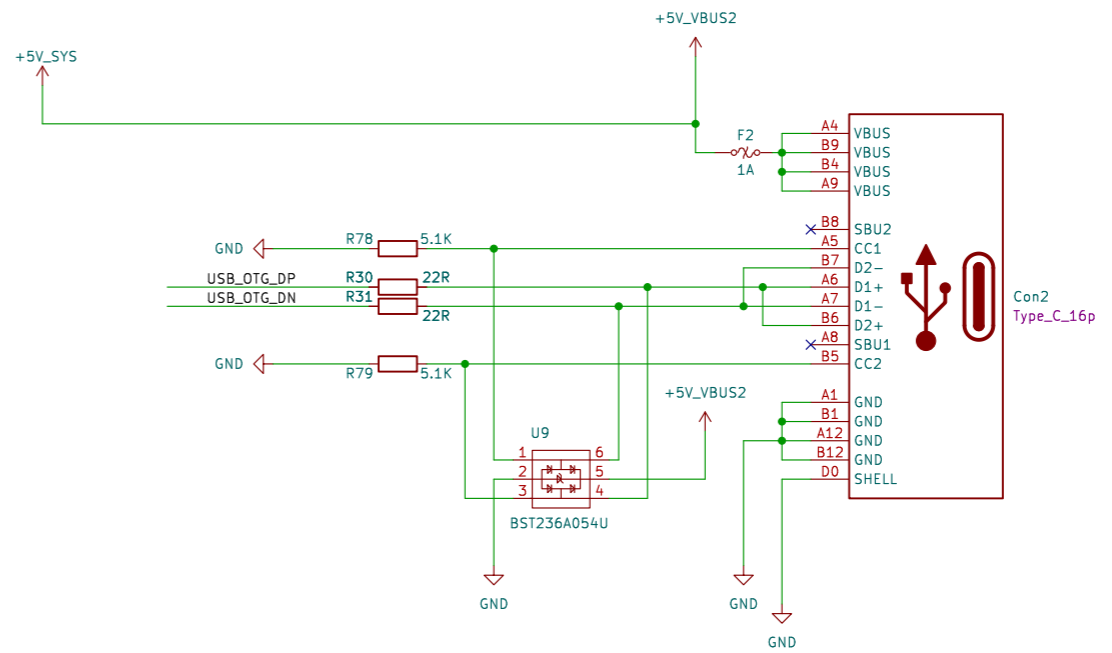 +5V_VBUS2
+5V_SYS
F2
1A
A4 VBUS
B9 VBUS
B4 VBUS
A9 VBUS
B8 SBU2
GND R78 5.1K A5 CC1
B7 D2-
USB_OTG_DP R30 22R A6 D1+
USB_OTG_DN R31 22R A7 D1-
B6 D2+
A8 SBU1
GND R79 5.1K B5 CC2
Con2
Type_C_16p
+5V_VBUS2
A1 GND
B1 GND
A12 GND
B12 GND
D0 SHELL
U9
1 6
2 5
3 4
BST236A054U
GND
GND
GND